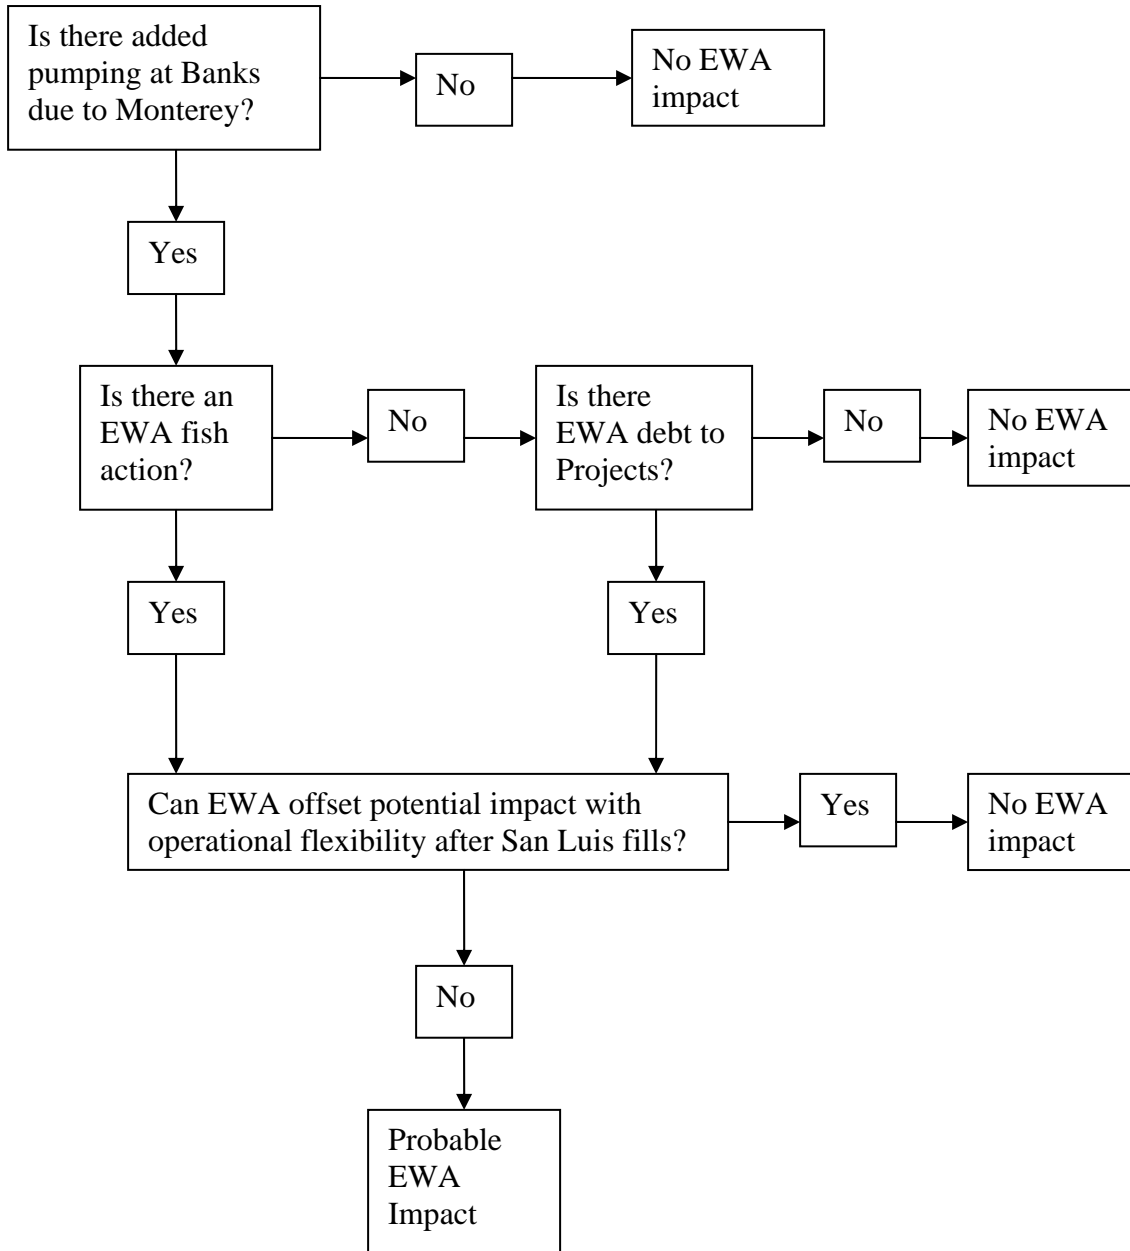 Is there added
pumping at Banks
due to Monterey?
No
No EWA
impact
Yes
Is there an
EWA fish
action?
No
Is there
EWA debt to
Projects?
No
No EWA
impact
Yes
Yes
Can EWA offset potential impact with
operational flexibility after San Luis fills?
Yes
No EWA
impact
No
Probable
EWA
Impact